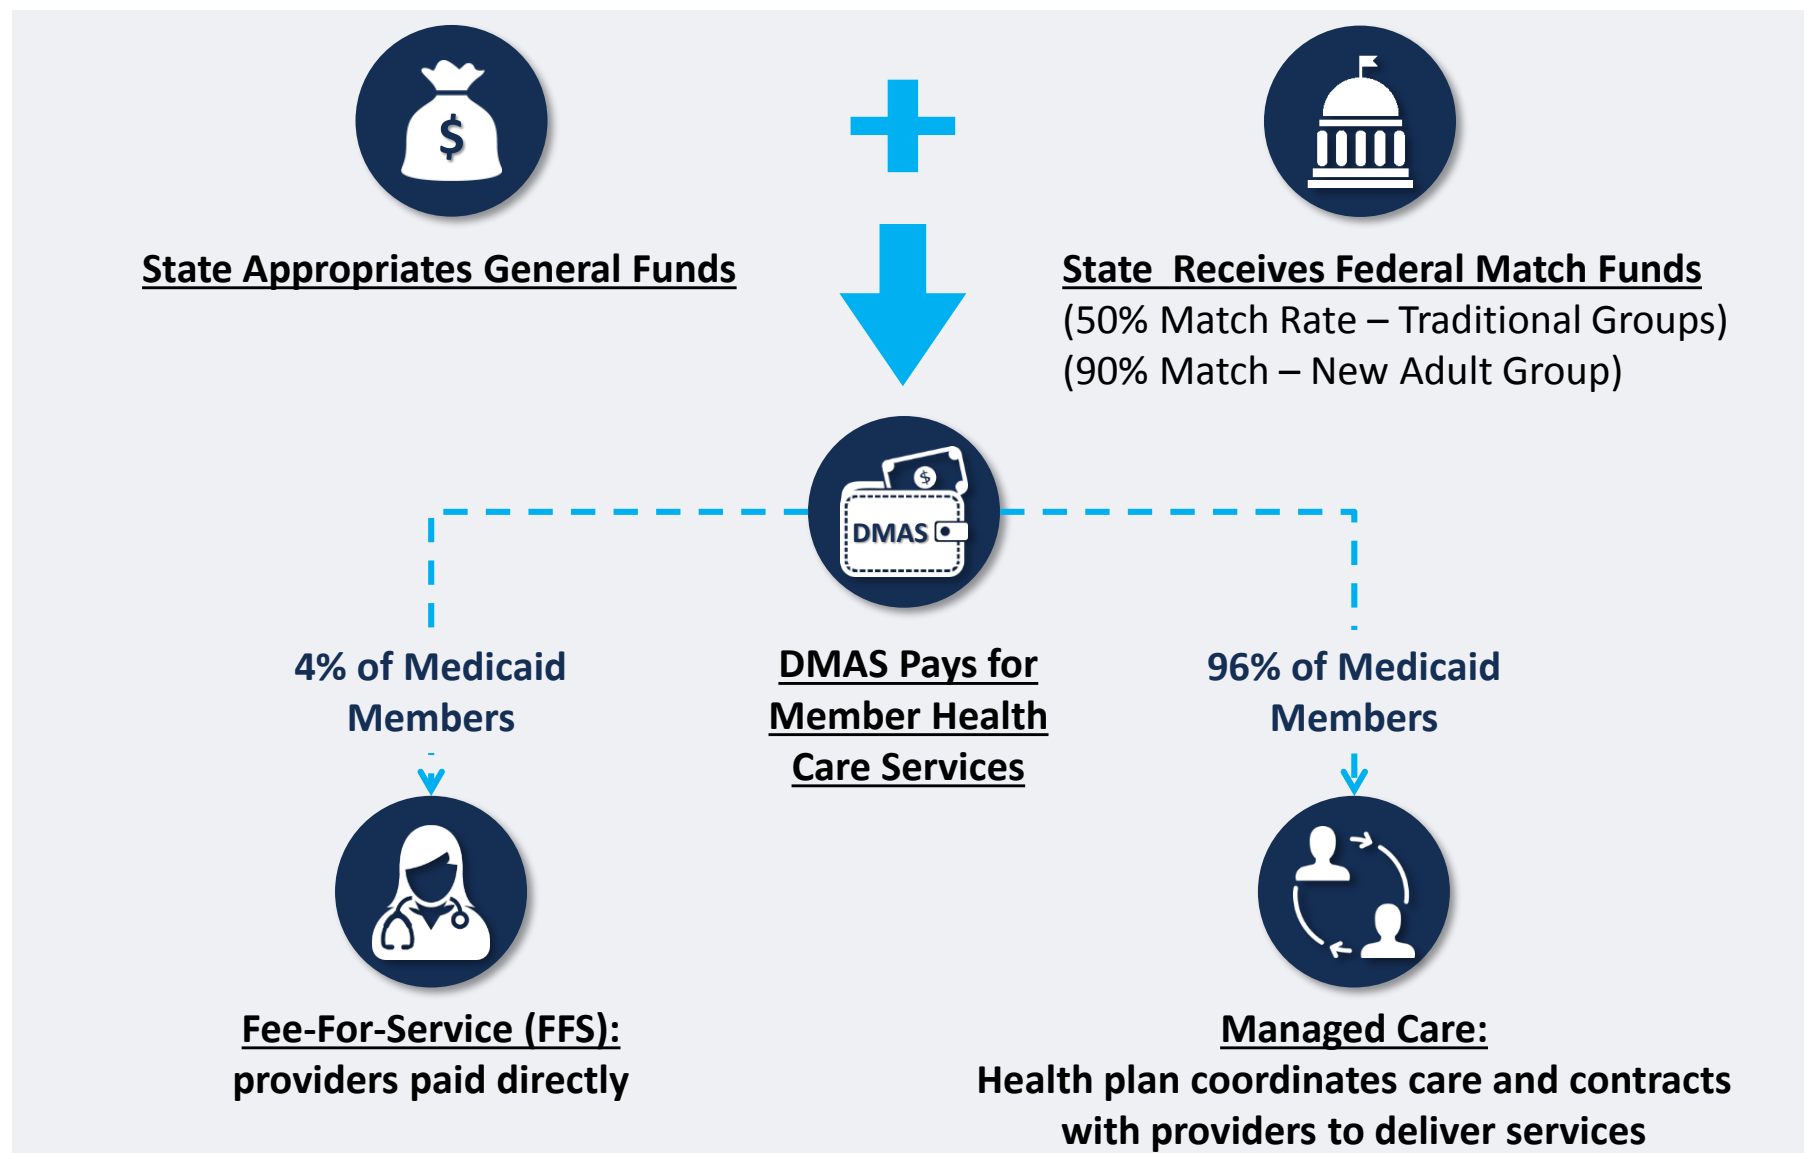 $
State Appropriates General Funds
State  Receives Federal Match Funds
(50% Match Rate – Traditional Groups)
(90% Match – New Adult Group)
$
DMAS
4% of Medicaid
Members
DMAS Pays for
Member Health
Care Services
96% of Medicaid
Members
Fee-For-Service (FFS):
providers paid directly
Managed Care:
Health plan coordinates care and contracts
with providers to deliver services